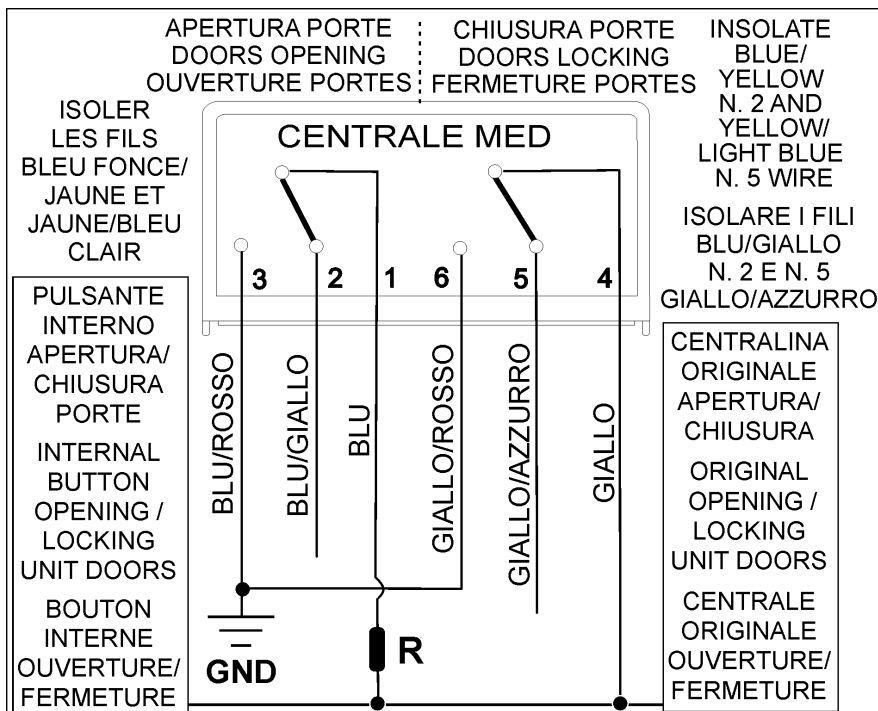 APERTURA PORTE
DOORS OPENING
OUVERTURE PORTES
CHIUSURA PORTE
DOORS LOCKING
FERMETURE PORTES
INSOLATE
BLUE/
YELLOW
N. 2 AND
YELLOW/
LIGHT BLUE
N. 5 WIRE
ISOLER
LES FILS
BLEU FONCE/
JAUNE ET
JAUNE/BLEU
CLAIR
CENTRALE MED
3 2 1 6 5 4
ISOLARE I FILI
BLU/GIALLO
N. 2 E N. 5
GIALLO/AZZURRO
PULSANTE
INTERNO
APERTURA/
CHIUSURA
PORTE
INTERNAL
BUTTON
OPENING /
LOCKING
UNIT DOORS
BOUTON
INTERNE
OUVERTURE/
FERMETURE
BLU/ROSSO
BLU/GIALLO
BLU
GIALLO/ROSSO
GIALLO/AZZURRO
GIALLO
GND
R
CENTRALINA
ORIGINALE
APERTURA/
CHIUSURA
ORIGINAL
OPENING /
LOCKING
UNIT DOORS
CENTRALE
ORIGINALE
OUVERTURE/
FERMETURE